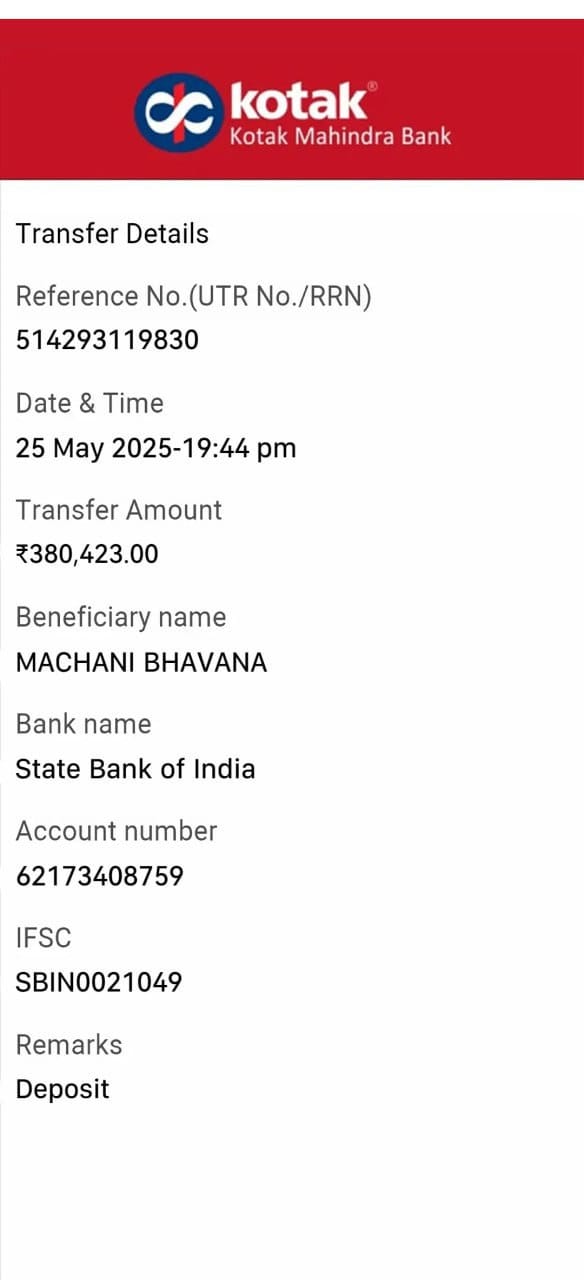 kotak®
Kotak Mahindra Bank
Transfer Details
Reference No.(UTR No./RRN)
514293119830
Date & Time
25 May 2025-19:44 pm
Transfer Amount
₹380,423.00
Beneficiary name
MACHANI BHAVANA
Bank name
State Bank of India
Account number
62173408759
IFSC
SBIN0021049
Remarks
Deposit